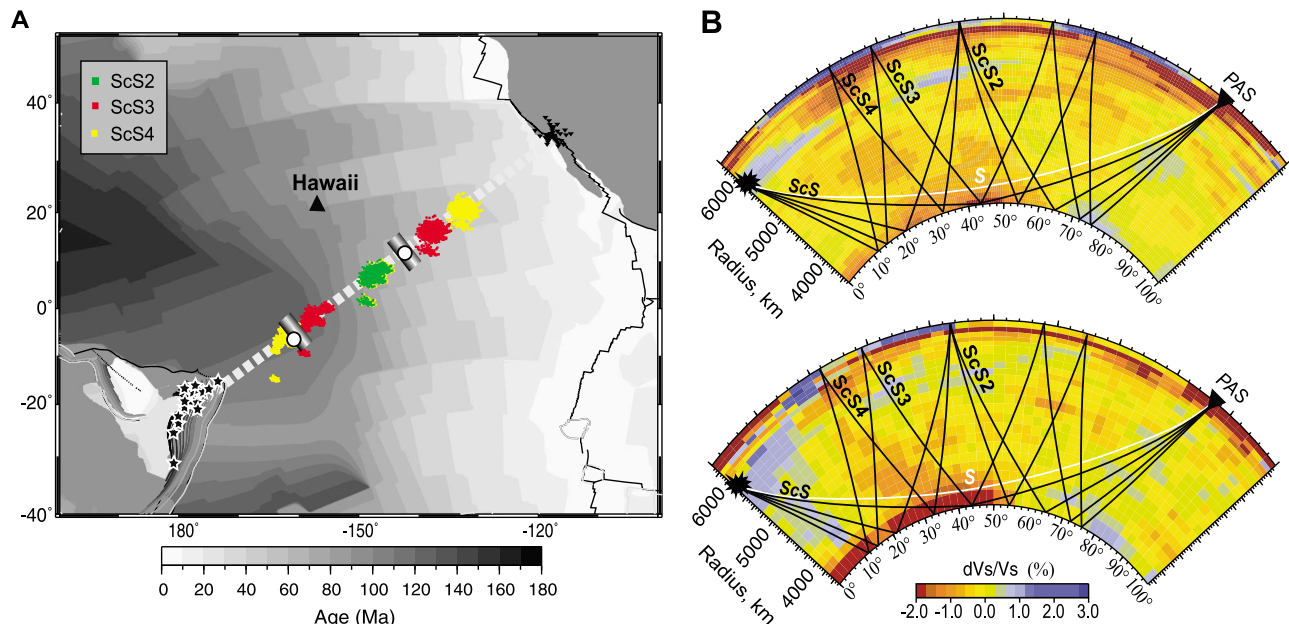 A
ScS2
ScS3
ScS4
Hawaii
40°
20°
0°
-20°
-40°
180
-150
-120
0 20 40 60 80 100 120 140 160 180
Age (Ma)
B
ScS4
ScS3
ScS2
PAS
S
ScS
6000
5000
4000
Radius, km
0° 10° 20° 30° 40° 50° 60° 70° 80° 90° 100°
ScS4
ScS3
ScS2
PAS
S
ScS
6000
5000
4000
Radius, km
0° 10° 20° 30° 40° 50° 60° 70° 80° 90° 100°
dVs/Vs (%)
-2.0 -1.0 0.0 1.0 2.0 3.0